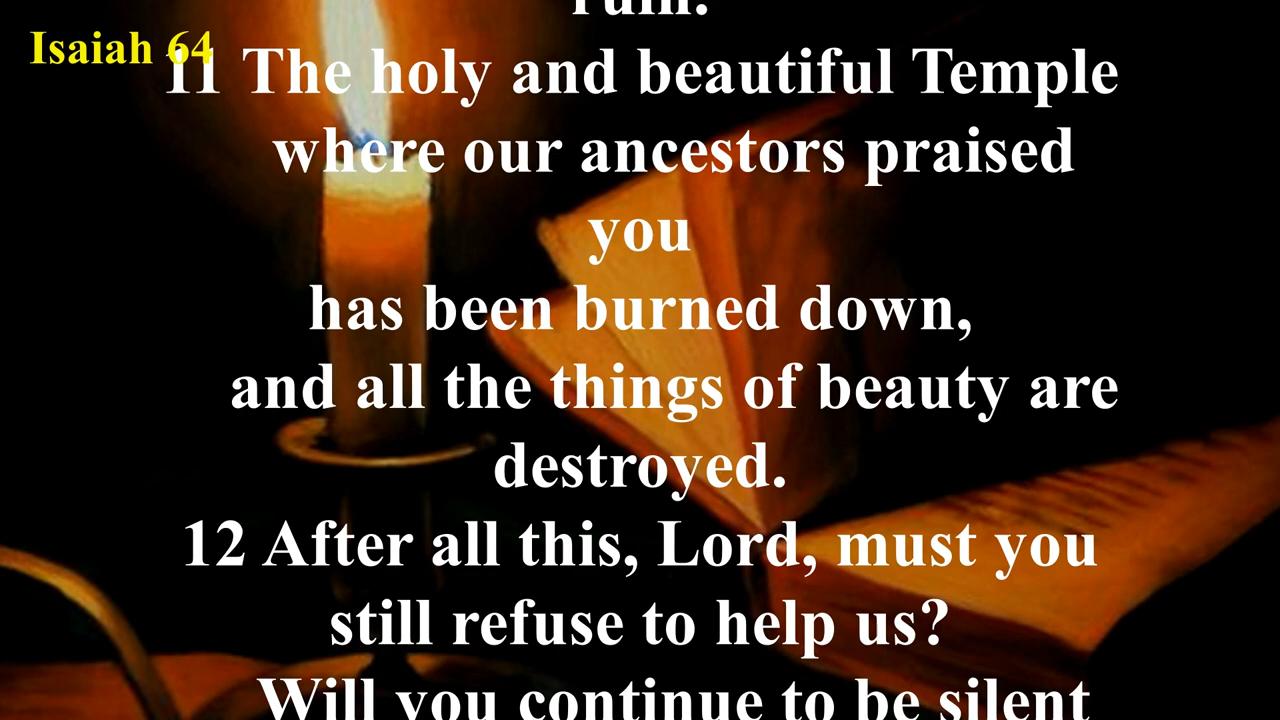 ruin.
Isaiah 64
11 The holy and beautiful Temple
where our ancestors praised
you
has been burned down,
and all the things of beauty are
destroyed.
12 After all this, Lord, must you
still refuse to help us?
Will you continue to be silent